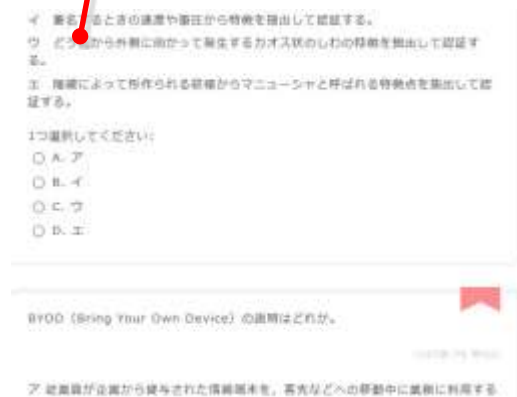 イ 署名するときの速度や筆圧から特徴を抽出して認証する。
ウ どう孔から外側に向かって発生するカオス状のしわの特徴を抽出して認証す
る。
エ 隆線によって形作られる紋様からマニューシャと呼ばれる特徴点を抽出して認
証する。
1つ選択してください:
A. ア
B. イ
C. ウ
D. エ
BYOD (Bring Your Own Device) の説明はどれか。
ア 従業員が企業から貸与された情報端末を，客先などへの移動中に業務に利用する